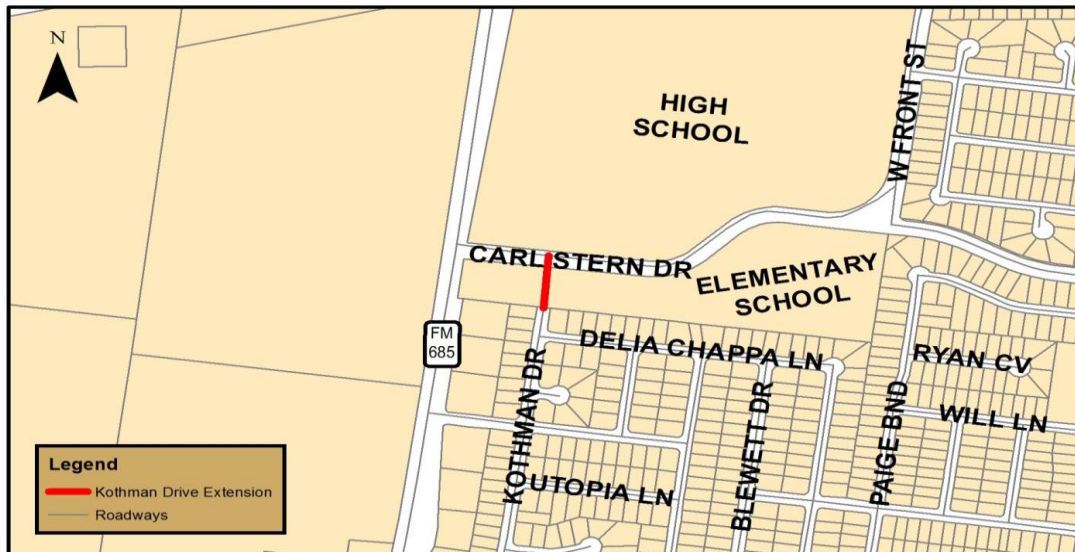 N
HIGH
SCHOOL
W FRONT ST
CARL STERN DR
ELEMENTARY
SCHOOL
FM
685
DELIA CHAPPA LN
RYAN CV
KOTHMAN DR
BLEWETT DR
PAIGE BND
WILL LN
UTOPIA LN
Legend
Kothman Drive Extension
Roadways